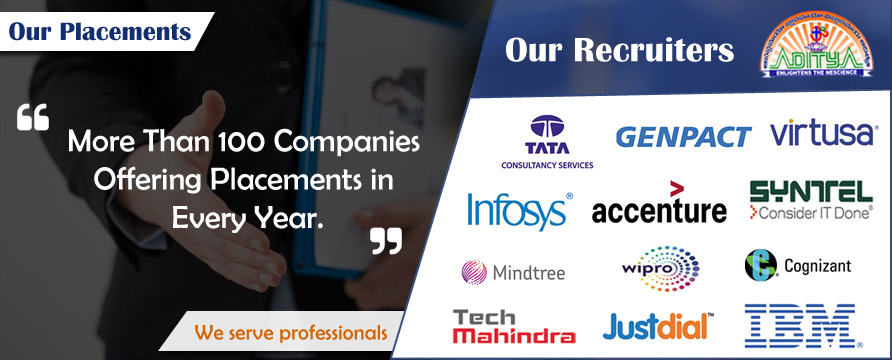 Our Placements
“
More Than 100 Companies
Offering Placements in
Every Year.
”
We serve professionals
Our Recruiters
ADITYA
ENLIGHTENS THE NESCIENCE
TATA
CONSULTANCY SERVICES
GENPACT
virtusa
Infosys®
accenture
SYNTEL
Consider IT Done®
Mindtree
wipro
Cognizant
Tech
Mahindra
Justdial™
IBM®